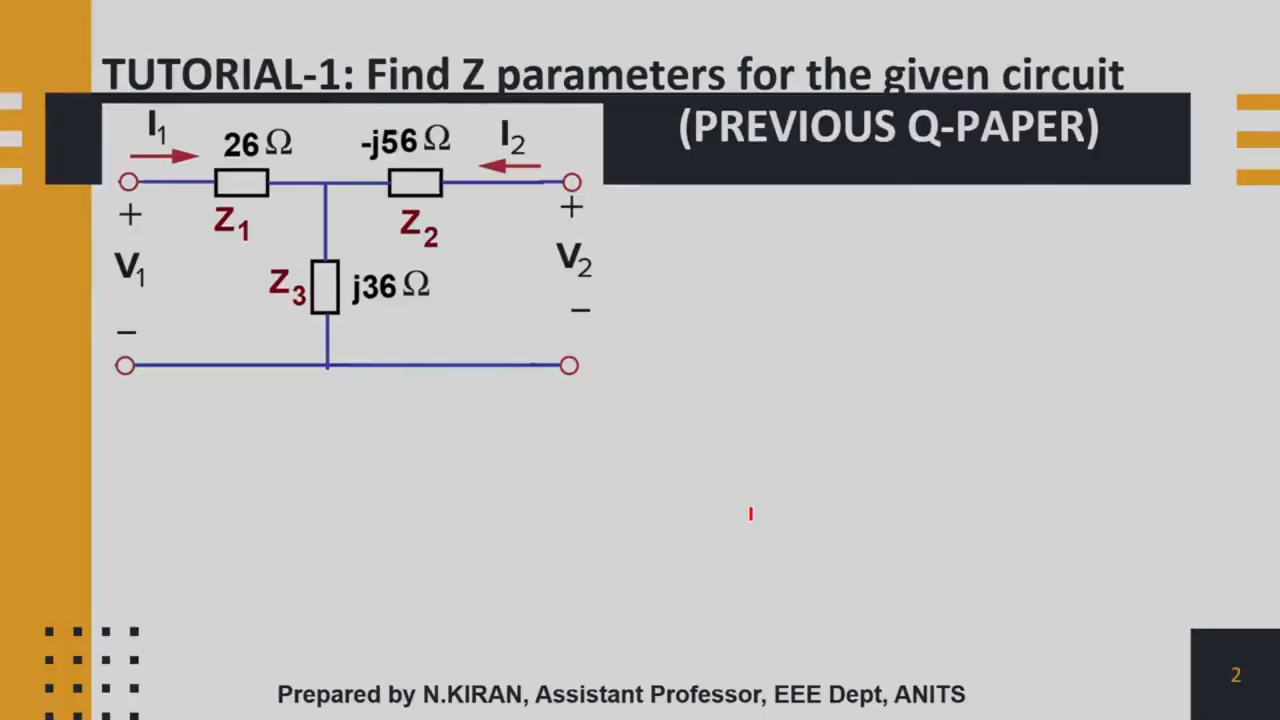 TUTORIAL-1: Find Z parameters for the given circuit
(PREVIOUS Q-PAPER)
I1 26 Ω -j56 Ω I2
+ Z1 Z2 +
V1 Z3 j36 Ω V2
− −
2
Prepared by N.KIRAN, Assistant Professor, EEE Dept, ANITS